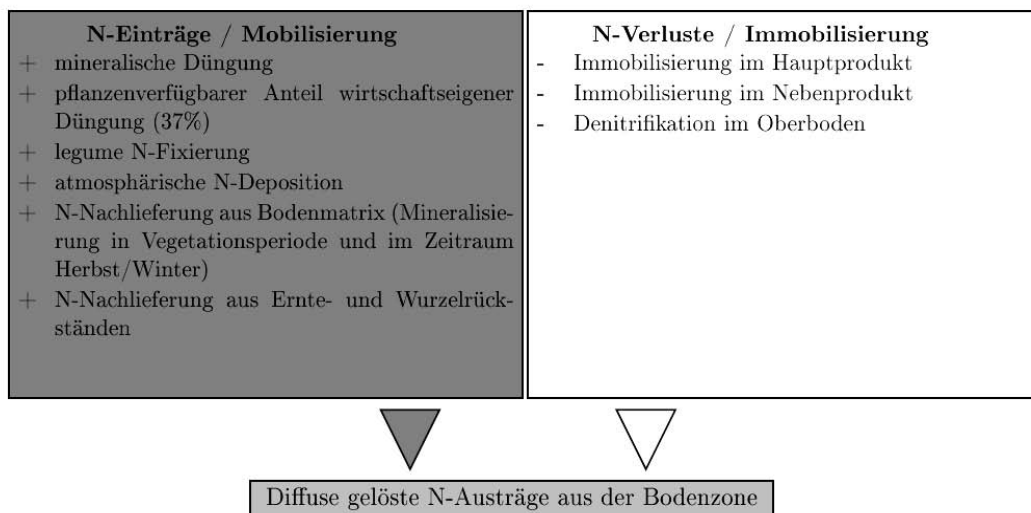 N-Einträge / Mobilisierung
+ mineralische Düngung
+ pflanzenverfügbarer Anteil wirtschaftseigener
Düngung (37%)
+ legume N-Fixierung
+ atmosphärische N-Deposition
+ N-Nachlieferung aus Bodenmatrix (Mineralisie-
rung in Vegetationsperiode und im Zeitraum
Herbst/Winter)
+ N-Nachlieferung aus Ernte- und Wurzelrück-
ständen
N-Verluste / Immobilisierung
- Immobilisierung im Hauptprodukt
- Immobilisierung im Nebenprodukt
- Denitrifikation im Oberboden
Diffuse gelöste N-Austräge aus der Bodenzone